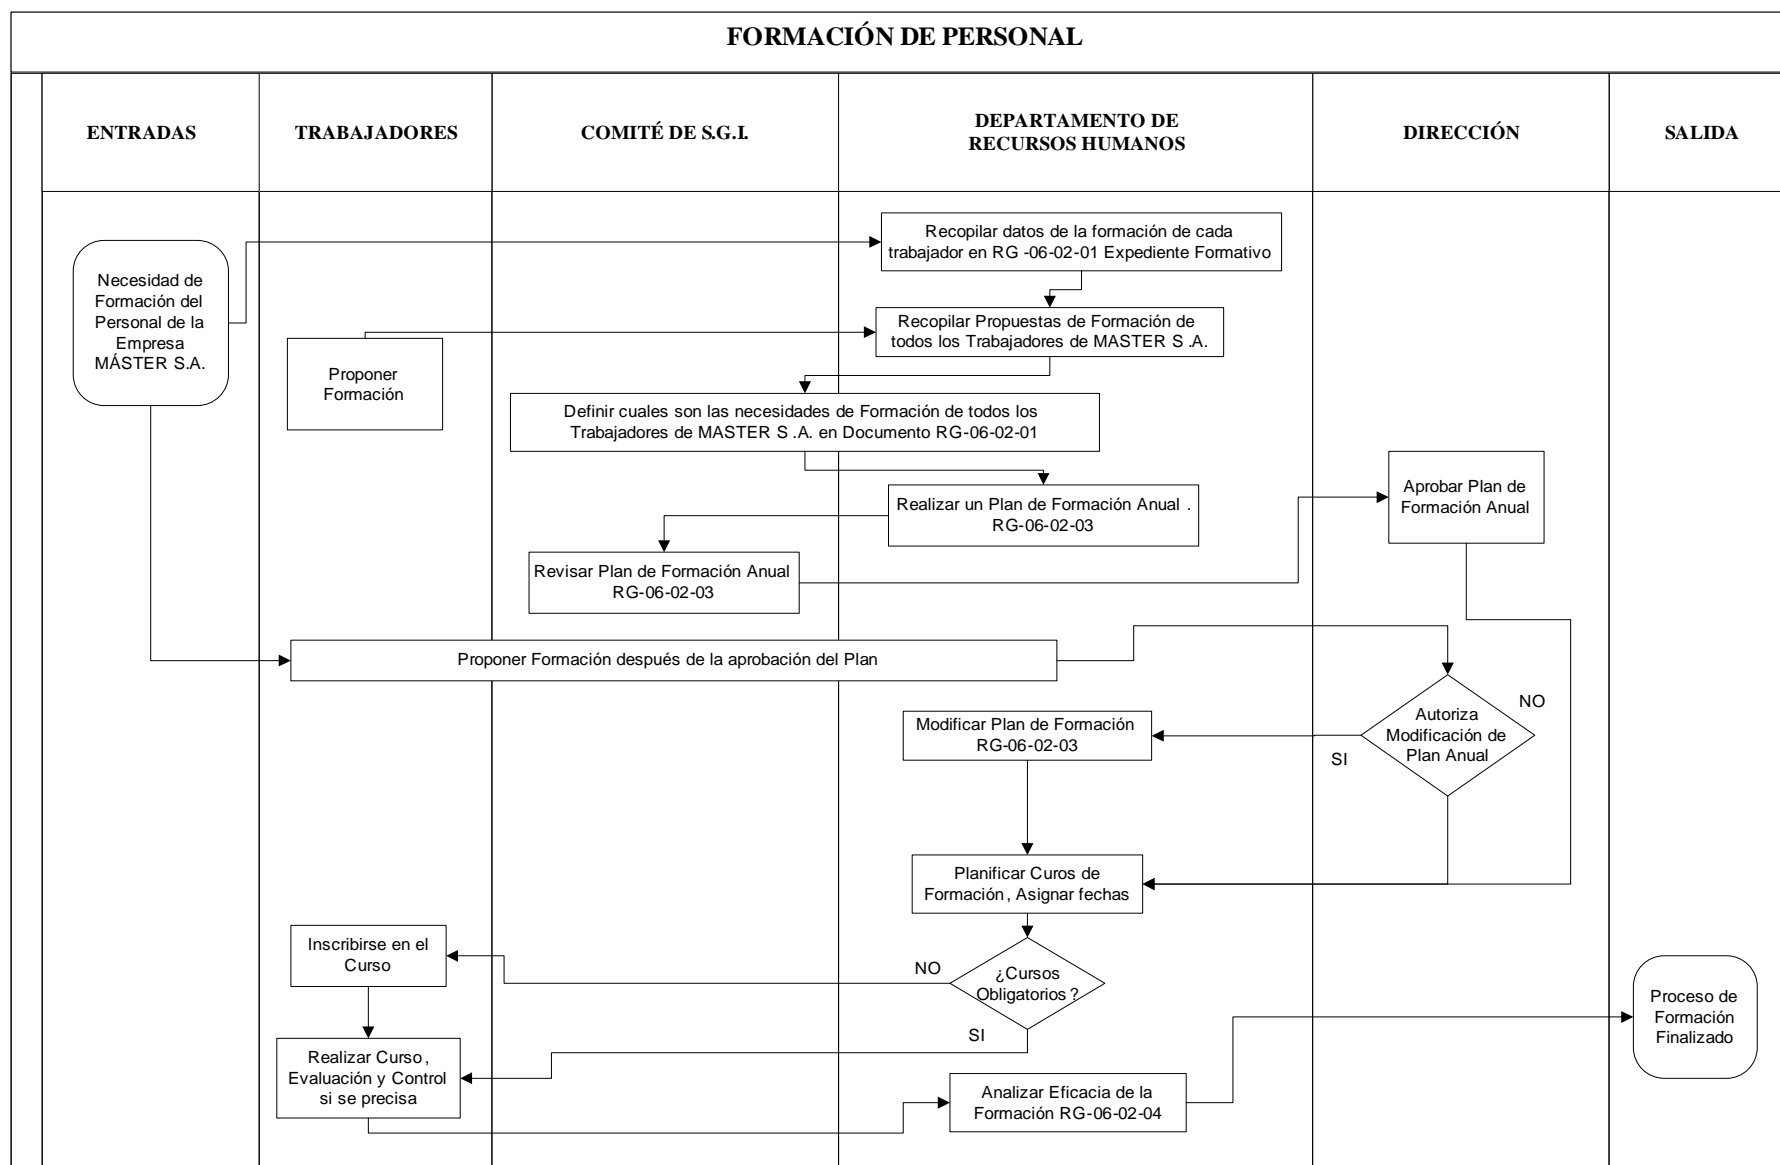 FORMACIÓN DE PERSONAL
ENTRADAS
TRABAJADORES
COMITÉ DE S.G.I.
DEPARTAMENTO DE
RECURSOS HUMANOS
DIRECCIÓN
SALIDA
Recopilar datos de la formación de cada
trabajador en RG -06-02-01 Expediente Formativo
Necesidad de
Formación del
Personal de la
Empresa
MÁSTER S.A.
Recopilar Propuestas de Formación de
todos los Trabajadores de MASTER S .A.
Proponer
Formación
Definir cuales son las necesidades de Formación de todos los
Trabajadores de MASTER S .A. en Documento RG-06-02-01
Realizar un Plan de Formación Anual .
RG-06-02-03
Aprobar Plan de
Formación Anual
Revisar Plan de Formación Anual
RG-06-02-03
Proponer Formación después de la aprobación del Plan
NO
Autoriza
Modificación de
Plan Anual
SI
Modificar Plan de Formación
RG-06-02-03
Planificar Curos de
Formación , Asignar fechas
Inscribirse en el
Curso
NO
¿Cursos
Obligatorios ?
SI
Proceso de
Formación
Finalizado
Realizar Curso ,
Evaluación y Control
si se precisa
Analizar Eficacia de la
Formación RG-06-02-04